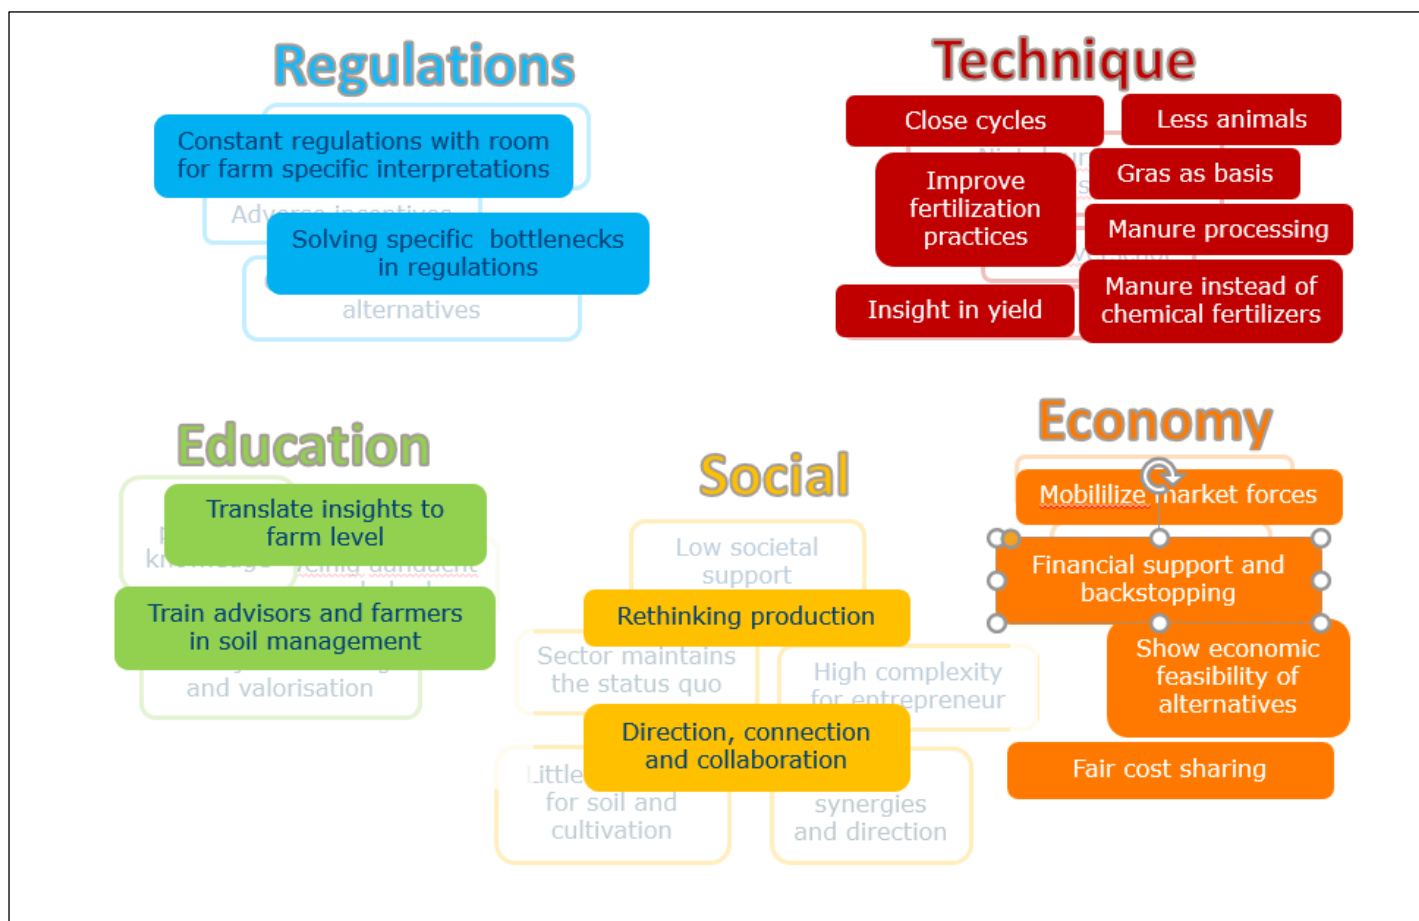 Regulations
Constant regulations with room
for farm specific interpretations
Adverse incentives
Solving specific bottlenecks
in regulations
alternatives
Technique
Close cycles
Less animals
Improve
fertilization
practices
Gras as basis
Manure processing
Insight in yield
Manure instead of
chemical fertilizers
Education
Translate insights to
farm level
Train advisors and farmers
in soil management
and valorisation
Social
Low societal
support
Rethinking production
Sector maintains
the status quo
High complexity
for entrepreneur
Direction, connection
and collaboration
Little
for soil and
cultivation
synergies
and direction
Economy
Mobililize market forces
Financial support and
backstopping
Show economic
feasibility of
alternatives
Fair cost sharing